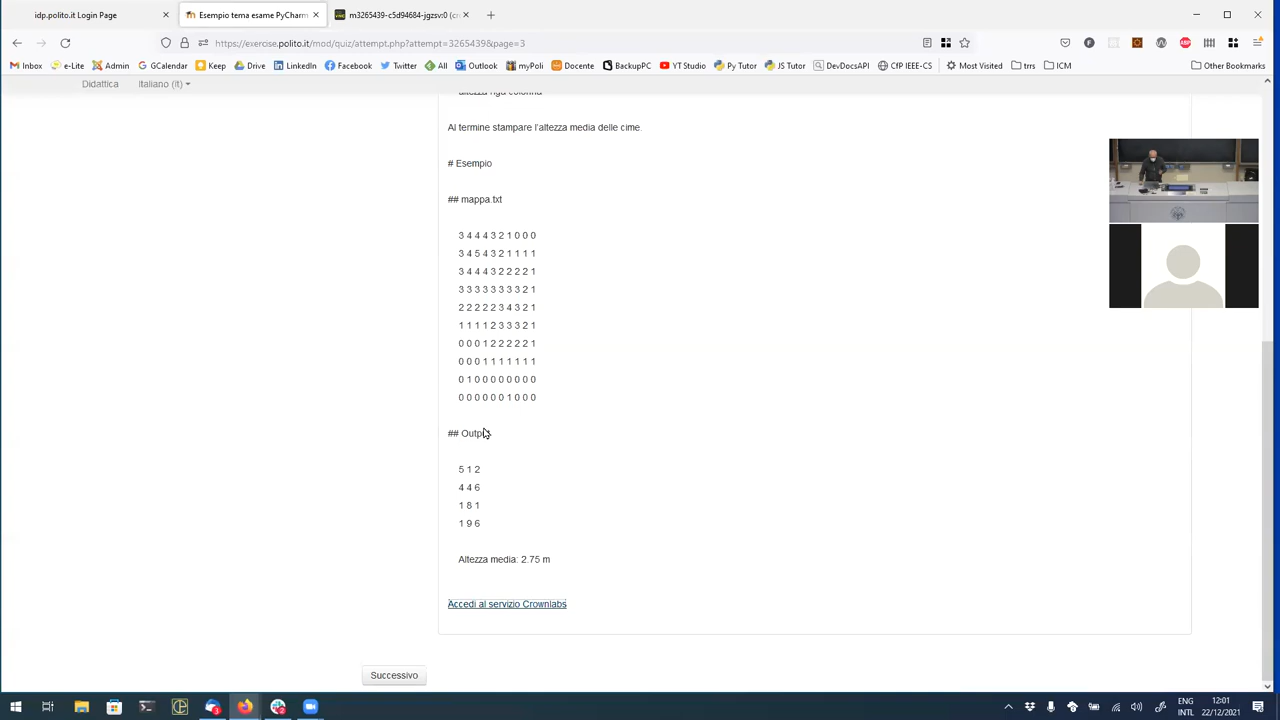 idp.polito.it Login Page
Esempio tema esame PyCharm
m3265439-c5d94684-jgzsv:0 (cr
https://exercise.polito.it/mod/quiz/attempt.php?attempt=3265439&page=3
Inbox e-Lite Admin GCalendar Keep Drive LinkedIn Facebook Twitter All Outlook myPoli Docente BackupPC YT Studio Py Tutor JS Tutor DevDocsAPI CfP IEEE-CS Most Visited trrs ICM Other Bookmarks
Didattica Italiano (it)
altezza riga colonna
Al termine stampare l'altezza media delle cime.
# Esempio
## mappa.txt
3 4 4 4 3 2 1 0 0 0
3 4 5 4 3 2 1 1 1 1
3 4 4 4 3 2 2 2 2 1
3 3 3 3 3 3 3 3 2 1
2 2 2 2 2 3 4 3 2 1
1 1 1 1 2 3 3 3 2 1
0 0 0 1 2 2 2 2 2 1
0 0 0 1 1 1 1 1 1 1
0 1 0 0 0 0 0 0 0 0
0 0 0 0 0 0 1 0 0 0
## Output
5 1 2
4 4 6
1 8 1
1 9 6
Altezza media: 2.75 m
Accedi al servizio Crownlabs
Successivo
ENG
INTL
12:01
22/12/2021